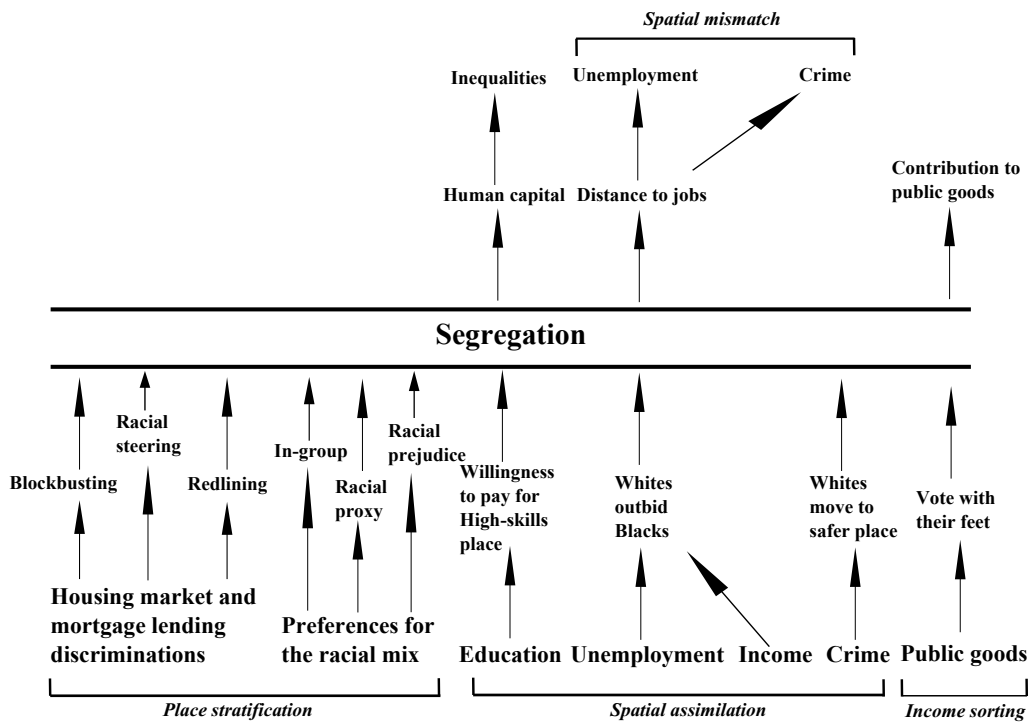 Spatial mismatch
Inequalities
Unemployment
Crime
Human capital
Distance to jobs
Contribution to
public goods
Segregation
Blockbusting
Racial
steering
Redlining
In-group
Racial
proxy
Racial
prejudice
Willingness
to pay for
High-skills
place
Whites
outbid
Blacks
Whites
move to
safer place
Vote with
their feet
Housing market and
mortgage lending
discriminations
Preferences for
the racial mix
Education
Unemployment
Income
Crime
Public goods
Place stratification
Spatial assimilation
Income sorting